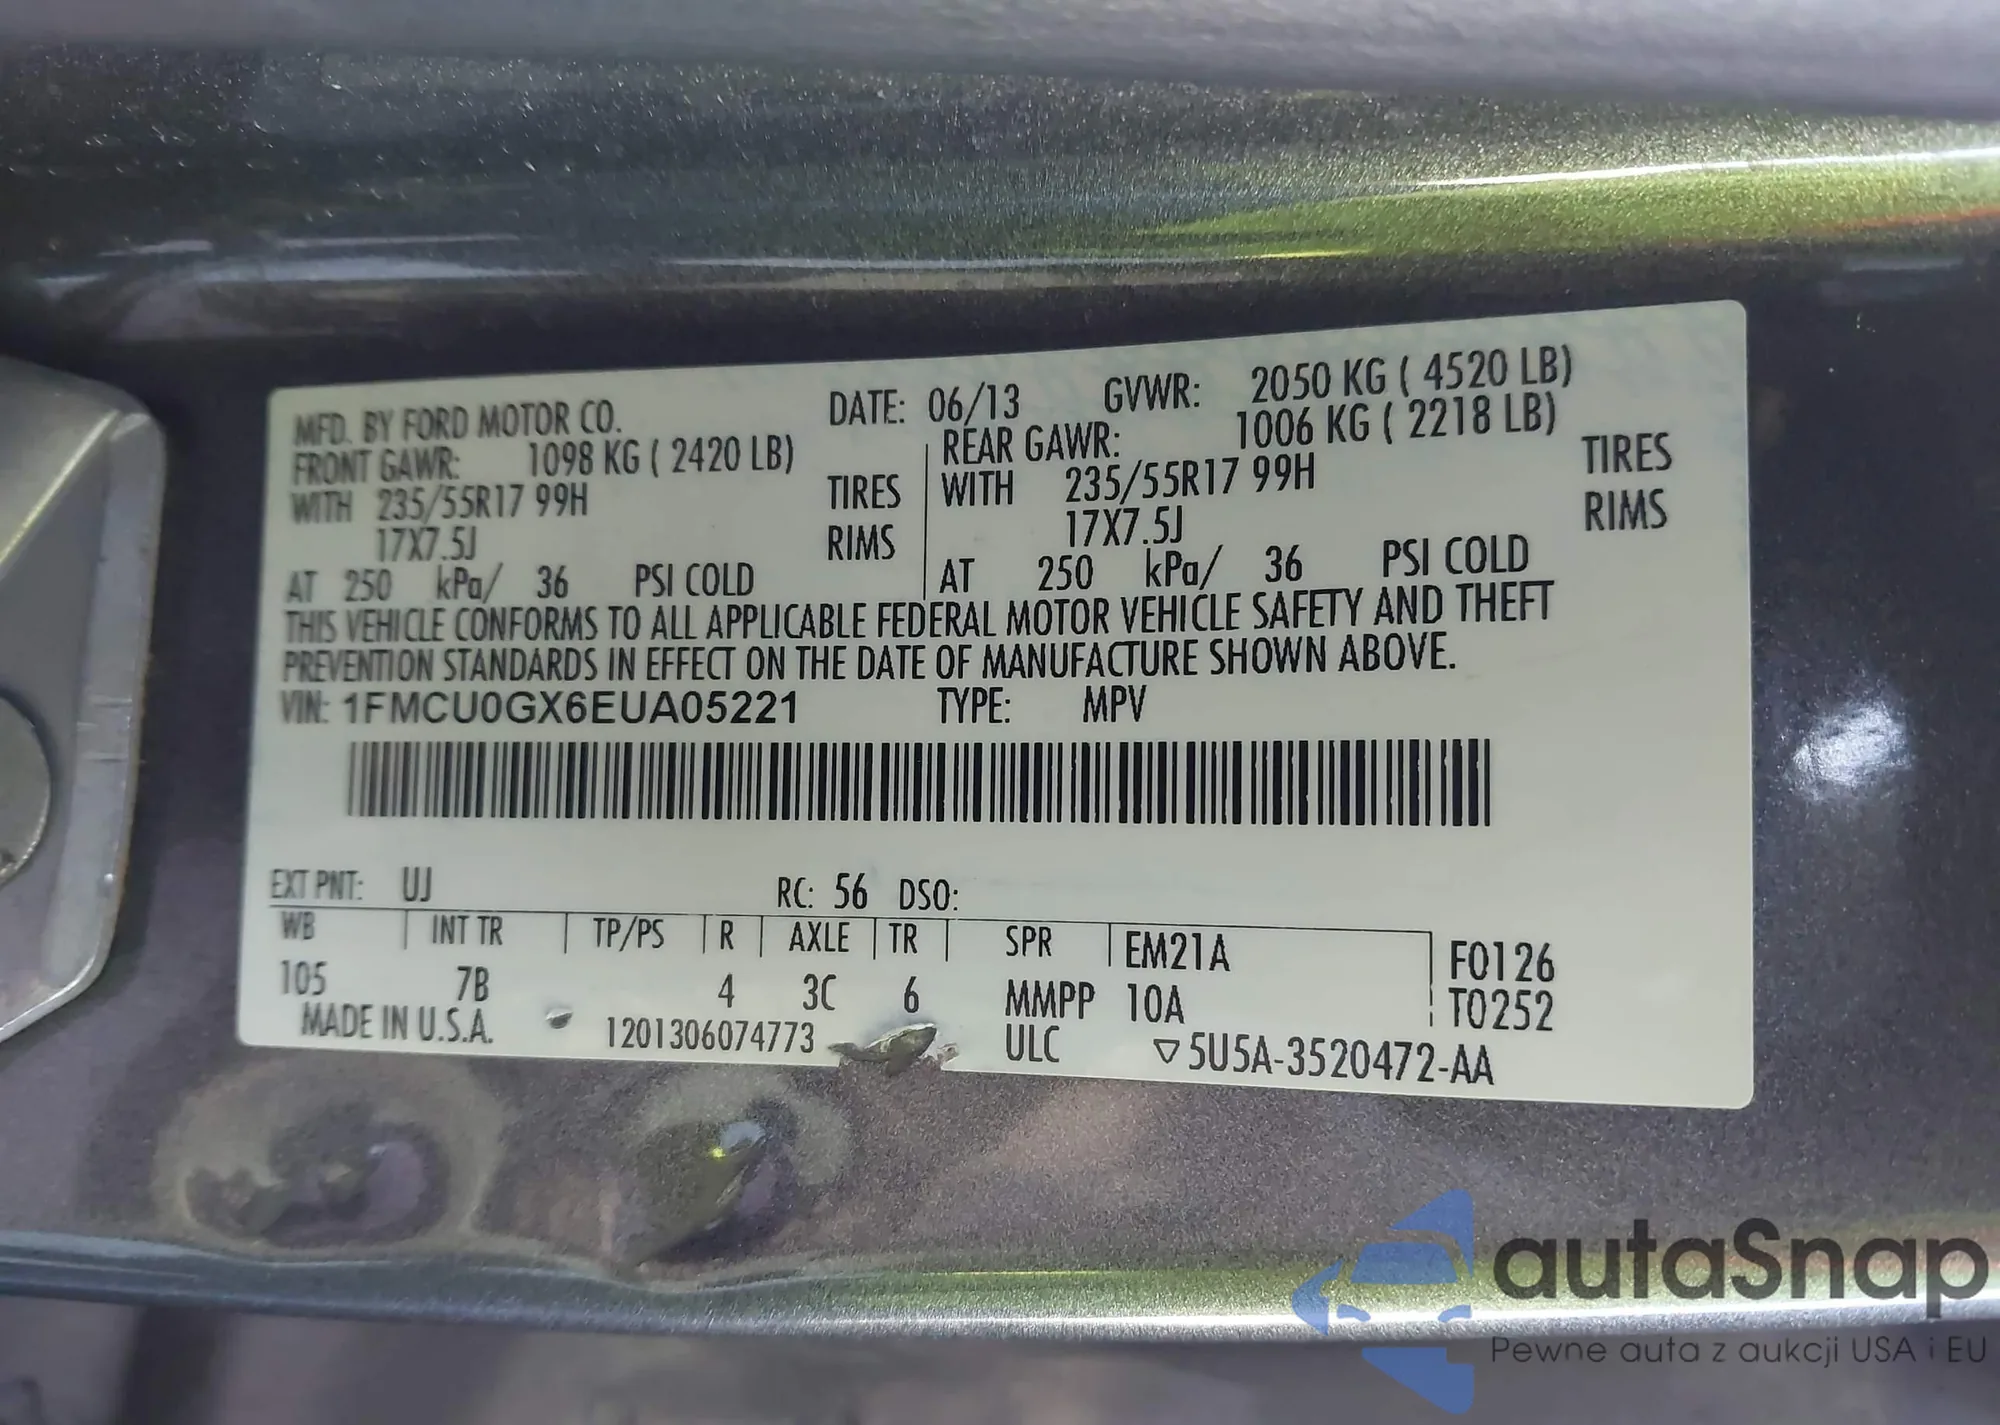 MFD. BY FORD MOTOR CO. DATE: 06/13 GVWR: 2050 KG ( 4520 LB)
FRONT GAWR: 1098 KG ( 2420 LB) REAR GAWR: 1006 KG ( 2218 LB)
WITH 235/55R17 99H TIRES WITH 235/55R17 99H TIRES
17X7.5J RIMS 17X7.5J RIMS
AT 250 kPa/ 36 PSI COLD AT 250 kPa/ 36 PSI COLD
THIS VEHICLE CONFORMS TO ALL APPLICABLE FEDERAL MOTOR VEHICLE SAFETY AND THEFT
PREVENTION STANDARDS IN EFFECT ON THE DATE OF MANUFACTURE SHOWN ABOVE.
VIN: 1FMCU0GX6EUA05221 TYPE: MPV
EXT PNT: UJ RC: 56 DSO:
WB INT TR TP/PS R AXLE TR SPR EM21A F0126
105 7B 4 3C 6 MMPP 10A T0252
MADE IN U.S.A. 1201306074773 ULC ▽5U5A-3520472-AA
autaSnap
Pewne auta z aukcji USA i EU